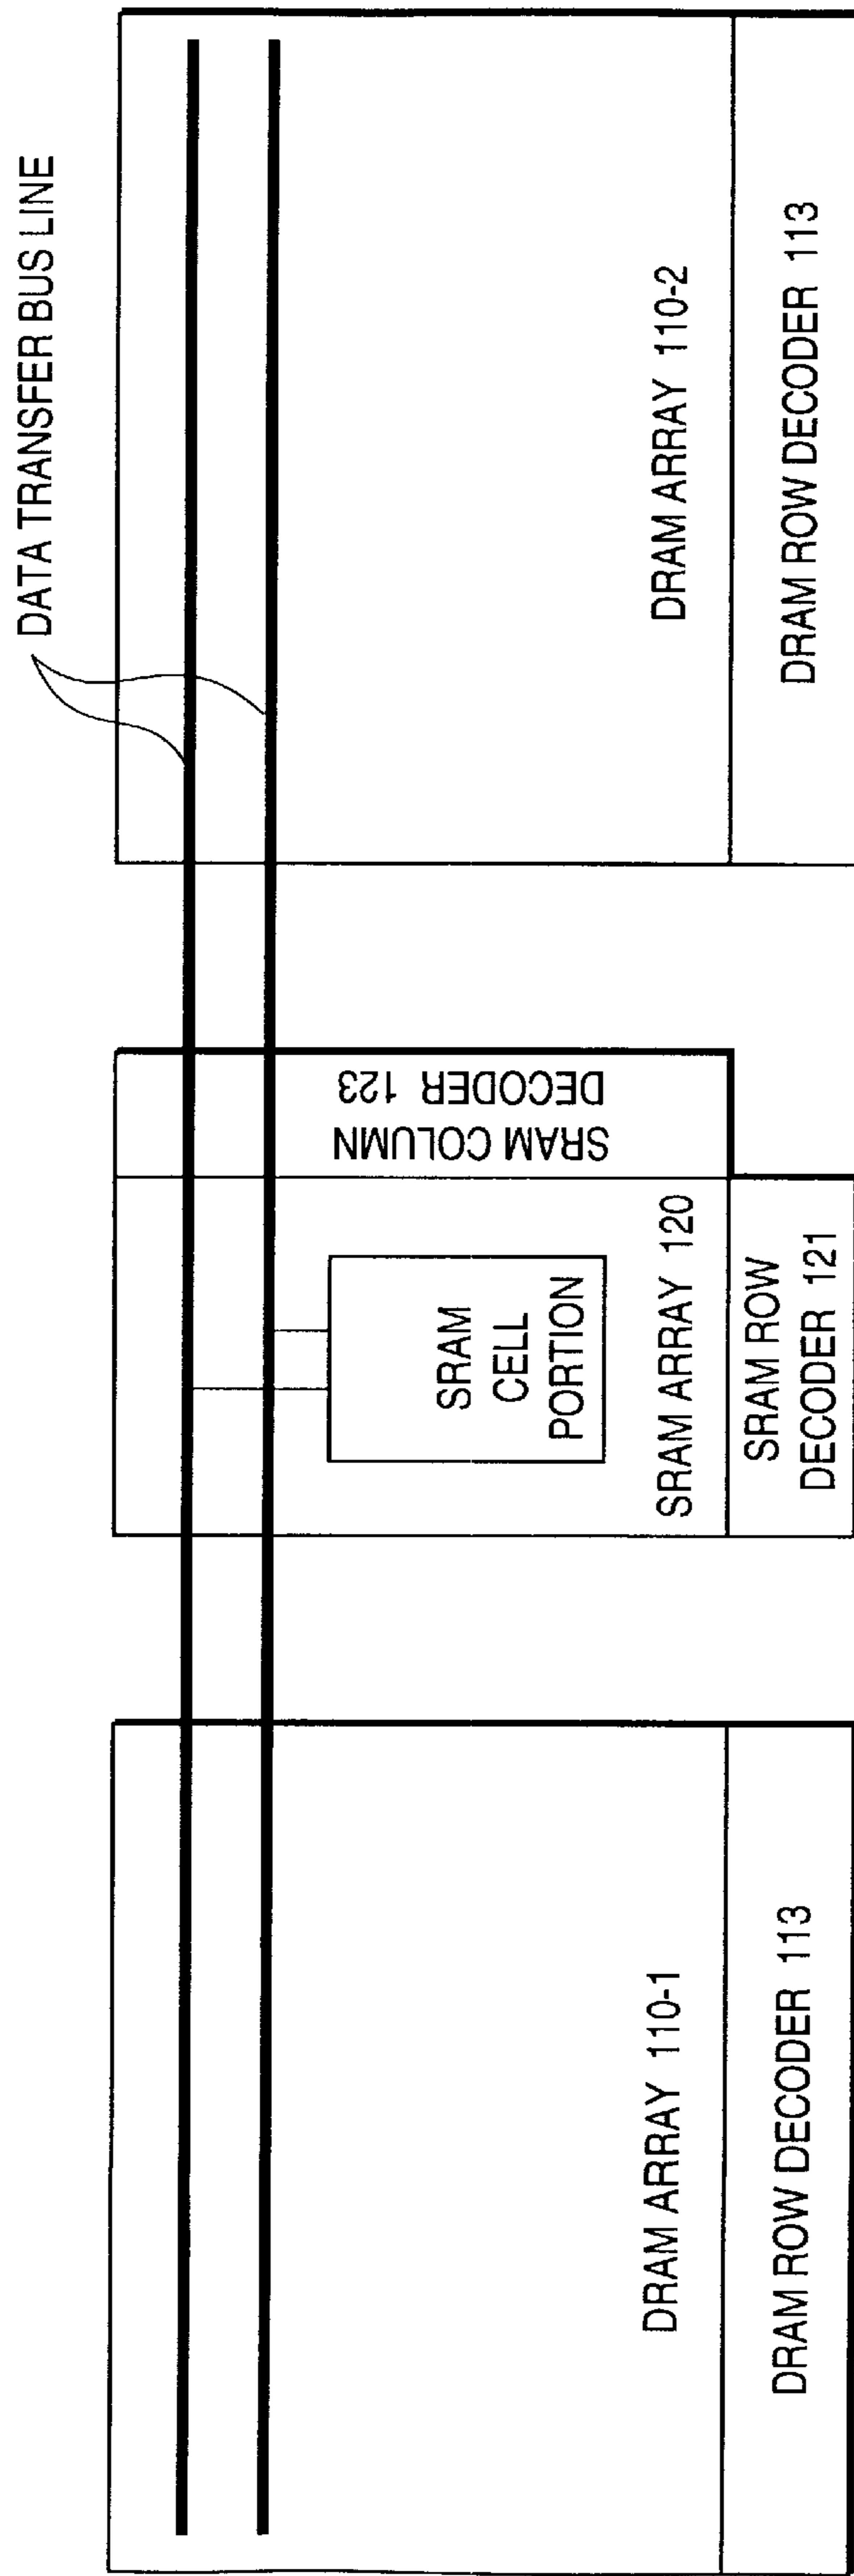 DATA TRANSFER BUS LINE
DRAM ARRAY 110-1
DRAM ROW DECODER 113
SRAM
CELL
PORTION
SRAM ARRAY 120
SRAM ROW
DECODER 121
SRAM COLUMN
DECODER 123
DRAM ARRAY 110-2
DRAM ROW DECODER 113